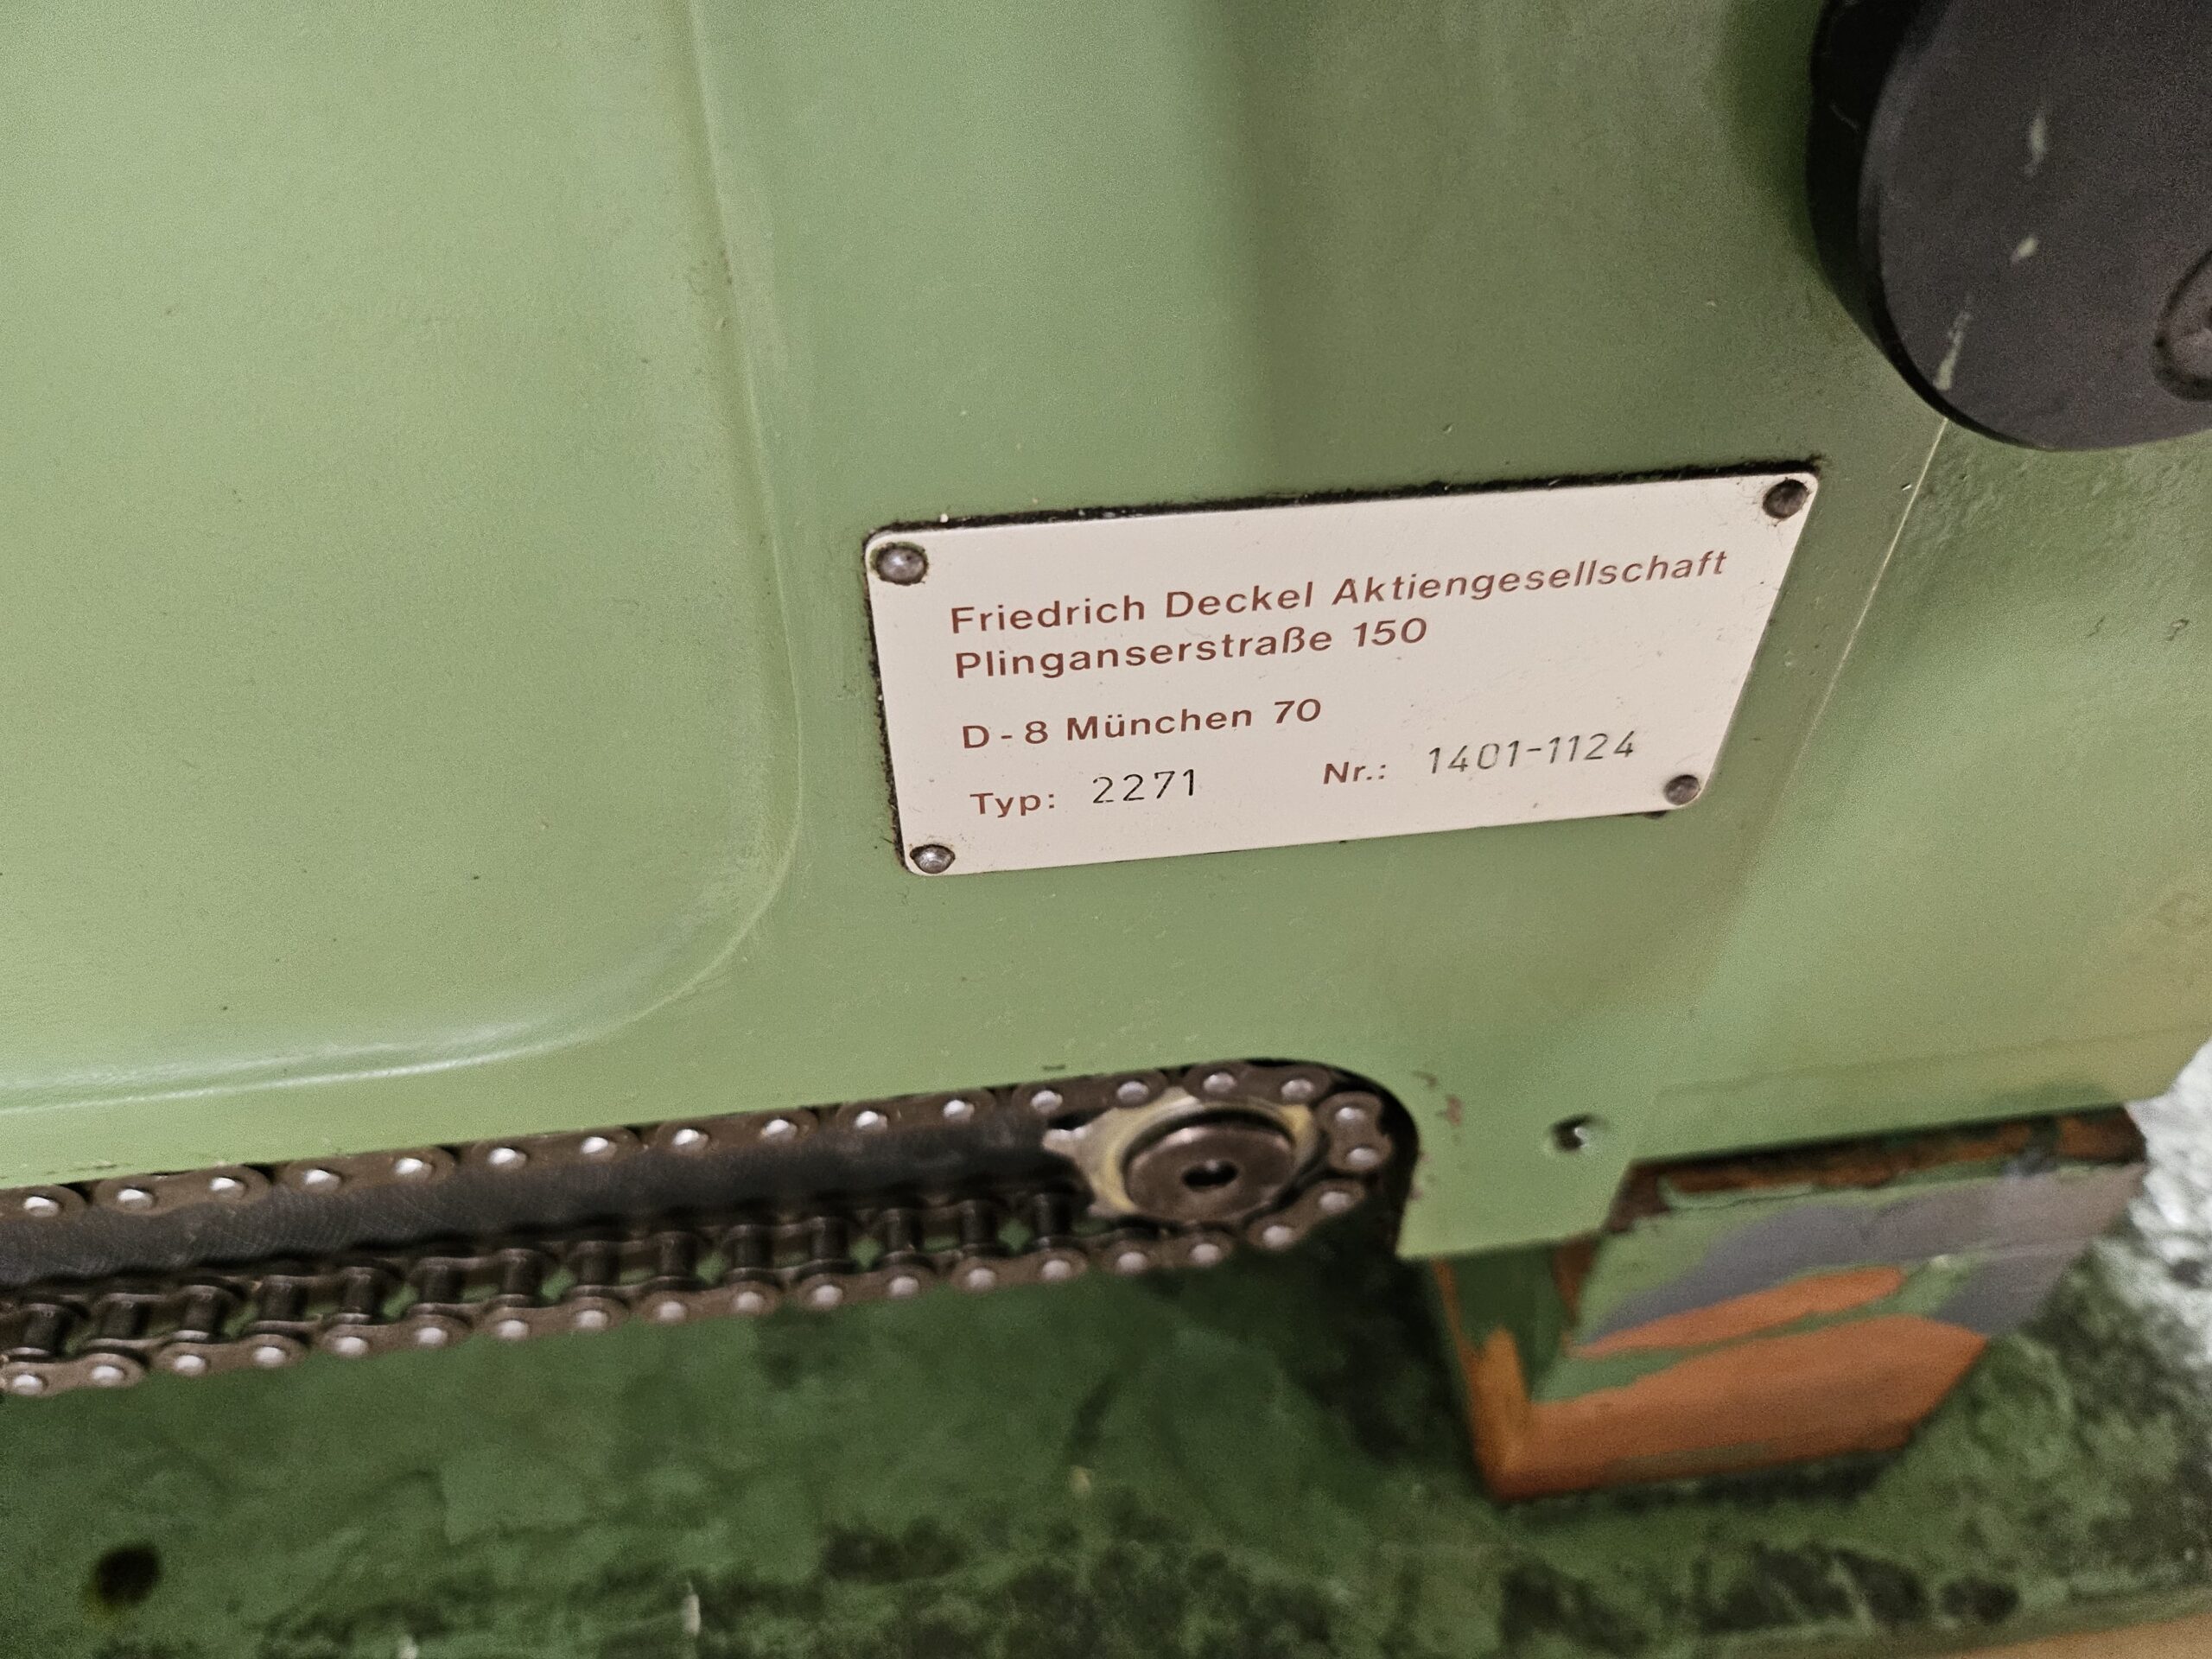 Friedrich Deckel Aktiengesellschaft
Plinganserstraße 150
D-8 München 70
Typ: 2271 Nr.: 1401-1124